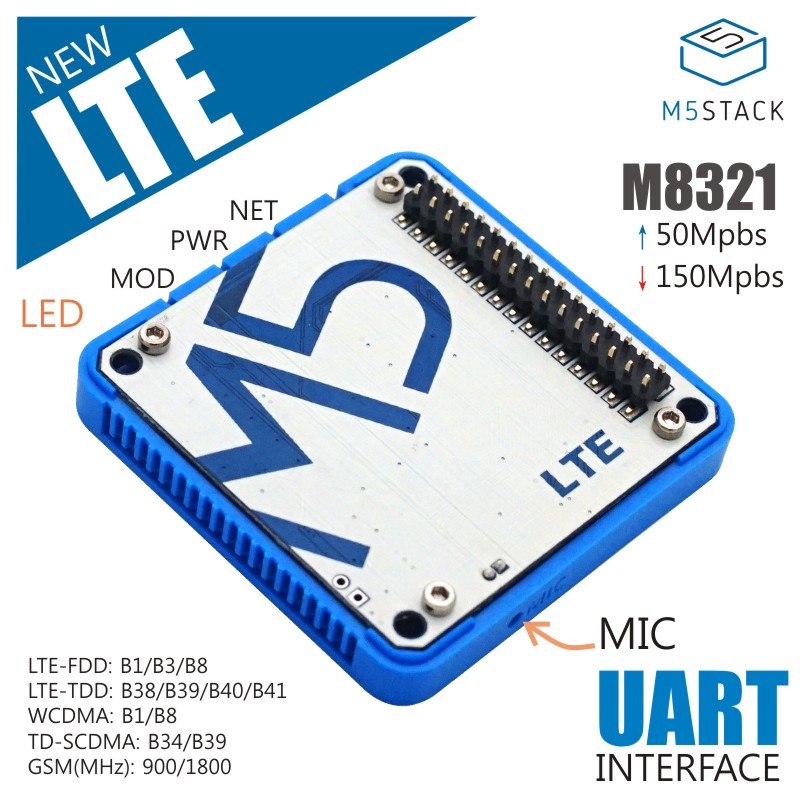 NEW
LTE
M5STACK
M8321
↑ 50Mpbs
↓ 150Mpbs
NET
PWR
MOD
LED
M5
LTE
MIC
MIC
LTE-FDD: B1/B3/B8
LTE-TDD: B38/B39/B40/B41
WCDMA: B1/B8
TD-SCDMA: B34/B39
GSM(MHz): 900/1800
UART
INTERFACE